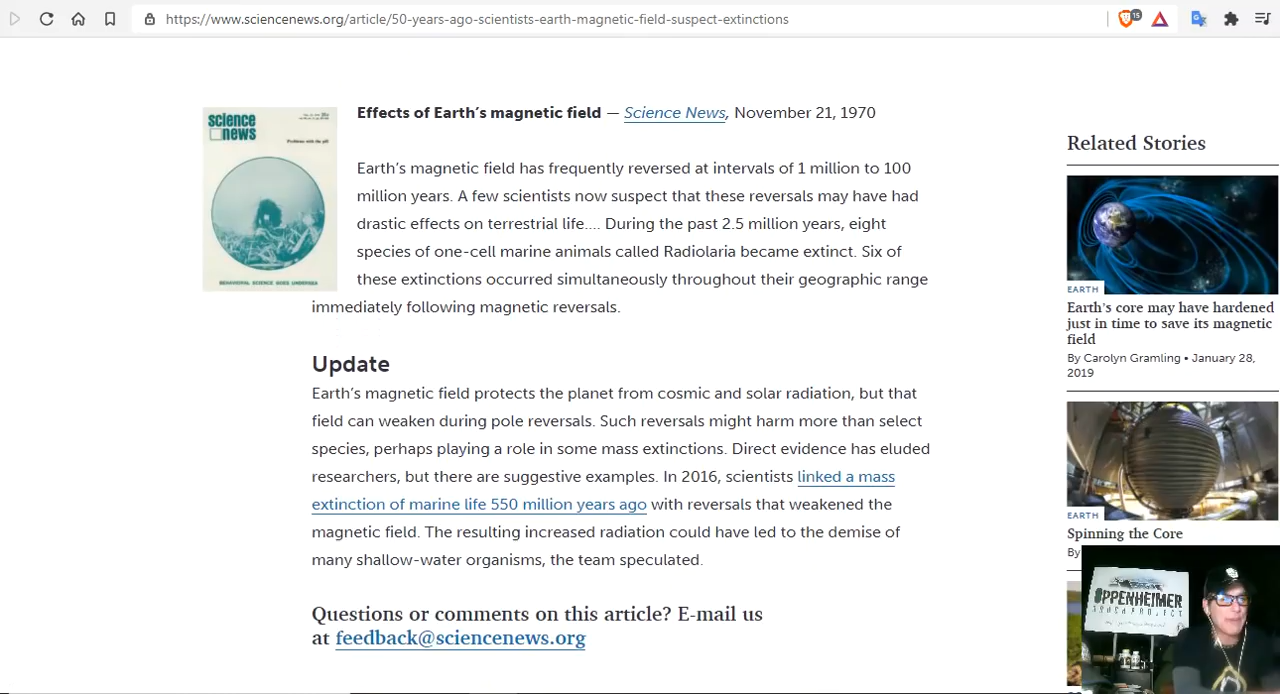 https://www.sciencenews.org/article/50-years-ago-scientists-earth-magnetic-field-suspect-extinctions
15
science
news
BEHAVIORAL SCIENCE GOES UNDERSEA
Effects of Earth's magnetic field — Science News, November 21, 1970
Earth's magnetic field has frequently reversed at intervals of 1 million to 100
million years. A few scientists now suspect that these reversals may have had
drastic effects on terrestrial life.... During the past 2.5 million years, eight
species of one-cell marine animals called Radiolaria became extinct. Six of
these extinctions occurred simultaneously throughout their geographic range
immediately following magnetic reversals.
Update
Earth's magnetic field protects the planet from cosmic and solar radiation, but that
field can weaken during pole reversals. Such reversals might harm more than select
species, perhaps playing a role in some mass extinctions. Direct evidence has eluded
researchers, but there are suggestive examples. In 2016, scientists linked a mass
extinction of marine life 550 million years ago with reversals that weakened the
magnetic field. The resulting increased radiation could have led to the demise of
many shallow-water organisms, the team speculated.
Questions or comments on this article? E-mail us
at feedback@sciencenews.org
Related Stories
EARTH
Earth's core may have hardened
just in time to save its magnetic
field
By Carolyn Gramling • January 28,
2019
EARTH
Spinning the Core
By
OPPENHEIMER